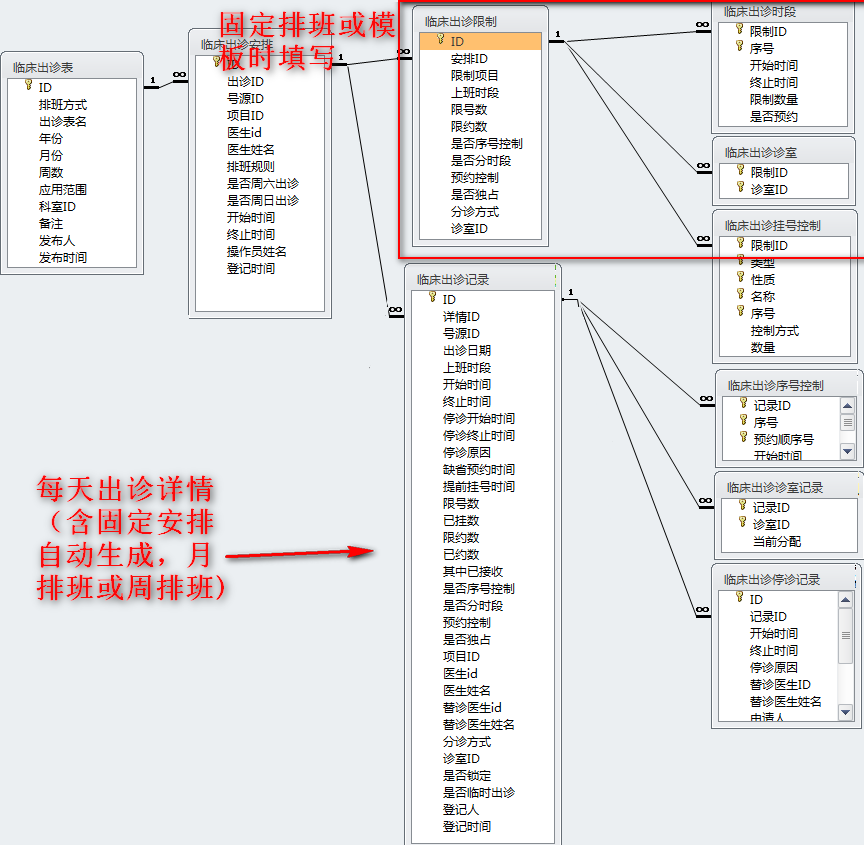 临床出诊表
ID
排班方式
出诊表名
年份
月份
周数
应用范围
科室ID
备注
发布人
发布时间
1
∞
临床出诊安排
出诊ID
号源ID
项目ID
医生id
医生姓名
排班规则
是否周六出诊
是否周日出诊
开始时间
终止时间
操作员姓名
登记时间
固定排班或模
板时填写
1
∞
∞
临床出诊限制
ID
安排ID
限制项目
上班时段
限号数
限约数
是否序号控制
是否分时段
预约控制
是否独占
分诊方式
诊室ID
1
∞
∞
∞
临床出诊时段
限制ID
序号
开始时间
终止时间
限制数量
是否预约
临床出诊诊室
限制ID
诊室ID
临床出诊挂号控制
限制ID
类型
性质
名称
序号
控制方式
数量
临床出诊记录
ID
详情ID
号源ID
出诊日期
上班时段
开始时间
终止时间
停诊开始时间
停诊终止时间
停诊原因
缺省预约时间
提前挂号时间
限号数
已挂数
限约数
已约数
其中已接收
是否序号控制
是否分时段
预约控制
是否独占
项目ID
医生id
医生姓名
替诊医生id
替诊医生姓名
分诊方式
诊室ID
是否锁定
是否临时出诊
登记人
登记时间
1
∞
∞
∞
临床出诊序号控制
记录ID
序号
预约顺序号
开始时间
临床出诊诊室记录
记录ID
诊室ID
当前分配
临床出诊停诊记录
ID
记录ID
开始时间
终止时间
停诊原因
替诊医生ID
替诊医生姓名
申请人
每天出诊详情
（含固定安排
自动生成，月
排班或周排班)